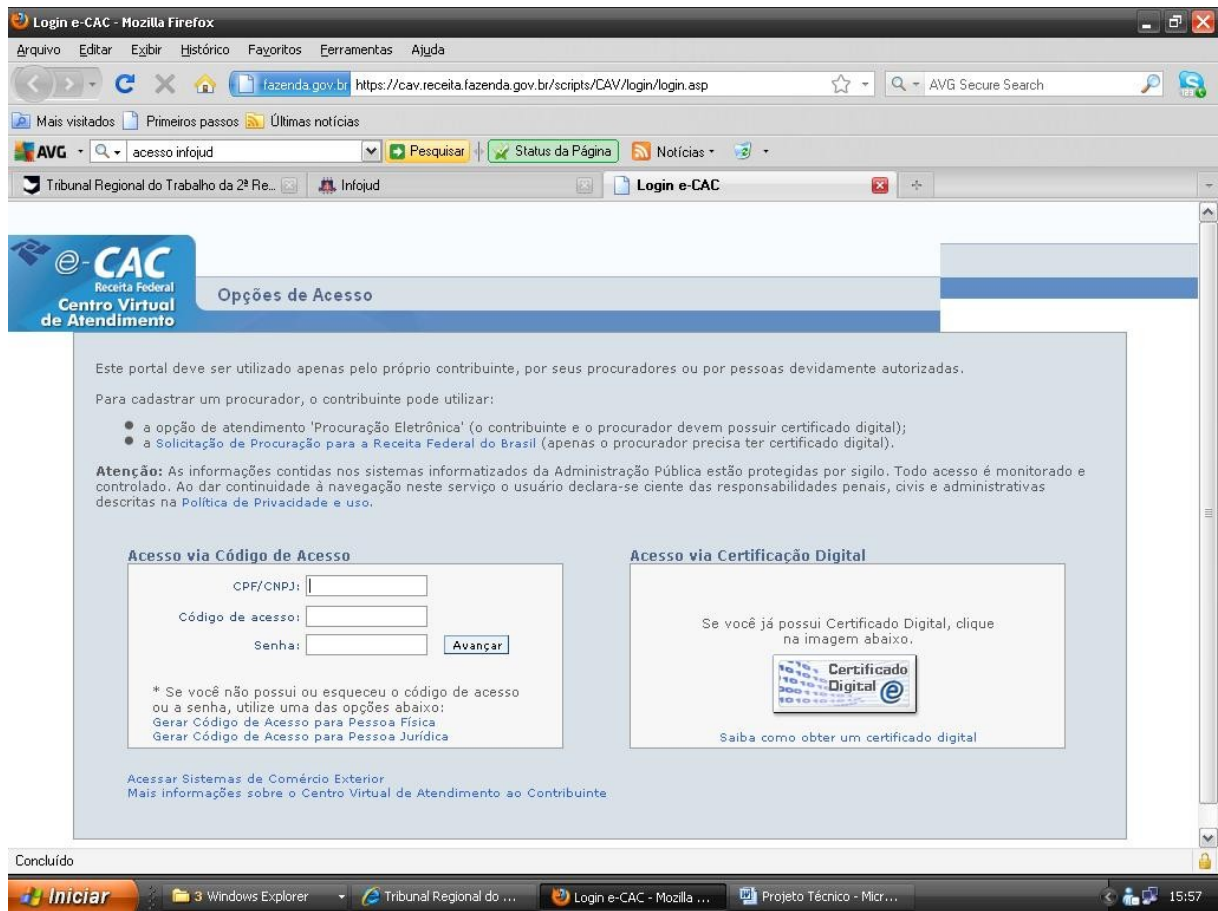 Login e-CAC - Mozilla Firefox
Arquivo Editar Exibir Histórico Favoritos Ferramentas Ajuda
fazenda.gov.br https://cav.receita.fazenda.gov.br/scripts/CAV/login/login.asp AVG Secure Search
Mais visitados Primeiros passos Últimas notícias
AVG acesso infojud Pesquisar Status da Página Notícias
Tribunal Regional do Trabalho da 2ª Re... Infojud Login e-CAC
e-CAC
Receita Federal
Centro Virtual
de Atendimento
Opções de Acesso
Este portal deve ser utilizado apenas pelo próprio contribuinte, por seus procuradores ou por pessoas devidamente autorizadas.
Para cadastrar um procurador, o contribuinte pode utilizar:
a opção de atendimento 'Procuração Eletrônica' (o contribuinte e o procurador devem possuir certificado digital);
a Solicitação de Procuração para a Receita Federal do Brasil (apenas o procurador precisa ter certificado digital).
Atenção: As informações contidas nos sistemas informatizados da Administração Pública estão protegidas por sigilo. Todo acesso é monitorado e
controlado. Ao dar continuidade à navegação neste serviço o usuário declara-se ciente das responsabilidades penais, civis e administrativas
descritas na Política de Privacidade e uso.
Acesso via Código de Acesso
CPF/CNPJ:
Código de acesso:
Senha: Avançar
* Se você não possui ou esqueceu o código de acesso
ou a senha, utilize uma das opções abaixo:
Gerar Código de Acesso para Pessoa Física
Gerar Código de Acesso para Pessoa Jurídica
Acesso via Certificação Digital
Se você já possui Certificado Digital, clique
na imagem abaixo.
Certificado
Digital e
Saiba como obter um certificado digital
Acessar Sistemas de Comércio Exterior
Mais informações sobre o Centro Virtual de Atendimento ao Contribuinte
Concluído
Iniciar 3 Windows Explorer Tribunal Regional do ... Login e-CAC - Mozilla ... Projeto Técnico - Micr... 15:57